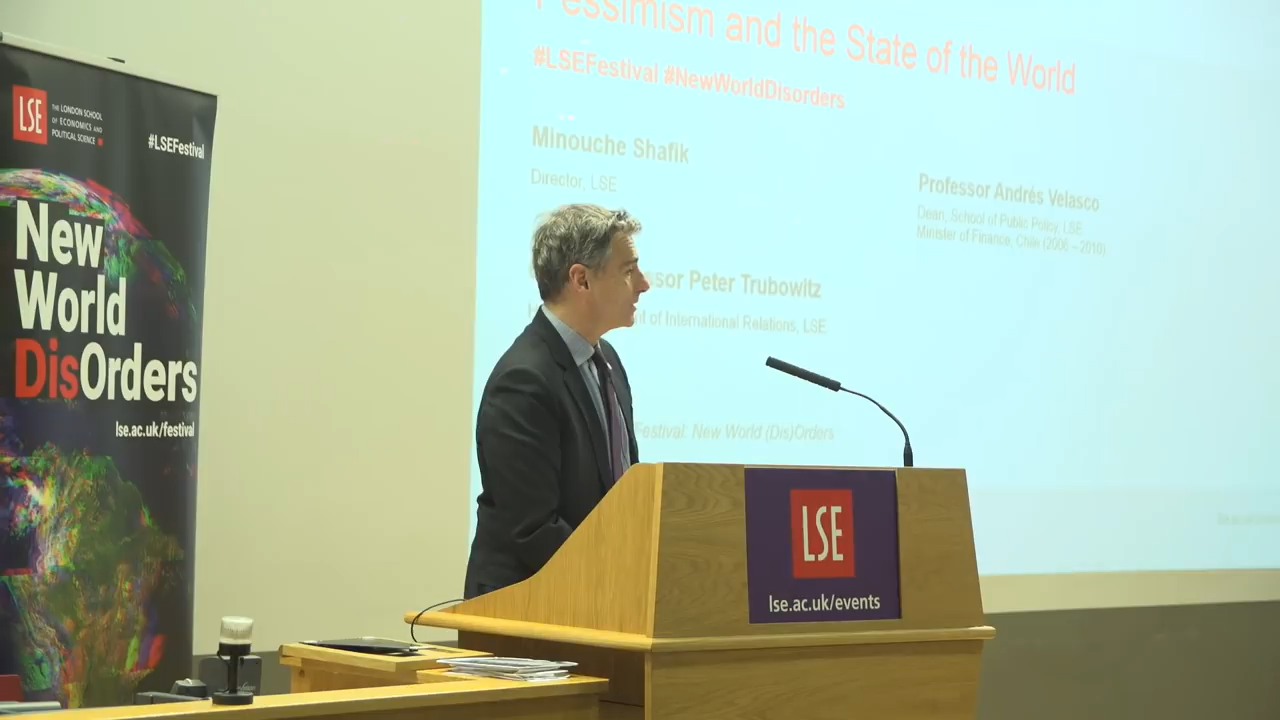 LSE
THE LONDON SCHOOL
OF ECONOMICS AND
POLITICAL SCIENCE
#LSEFestival
New
World
DisOrders
lse.ac.uk/festival
Pessimism and the State of the World
#LSEFestival #NewWorldDisorders
Minouche Shafik
Director, LSE
Professor Andrés Velasco
Dean, School of Public Policy, LSE
Minister of Finance, Chile (2006 – 2010)
sor Peter Trubowitz
t of International Relations, LSE
Festival: New World (Dis)Orders
LSE
lse.ac.uk/events